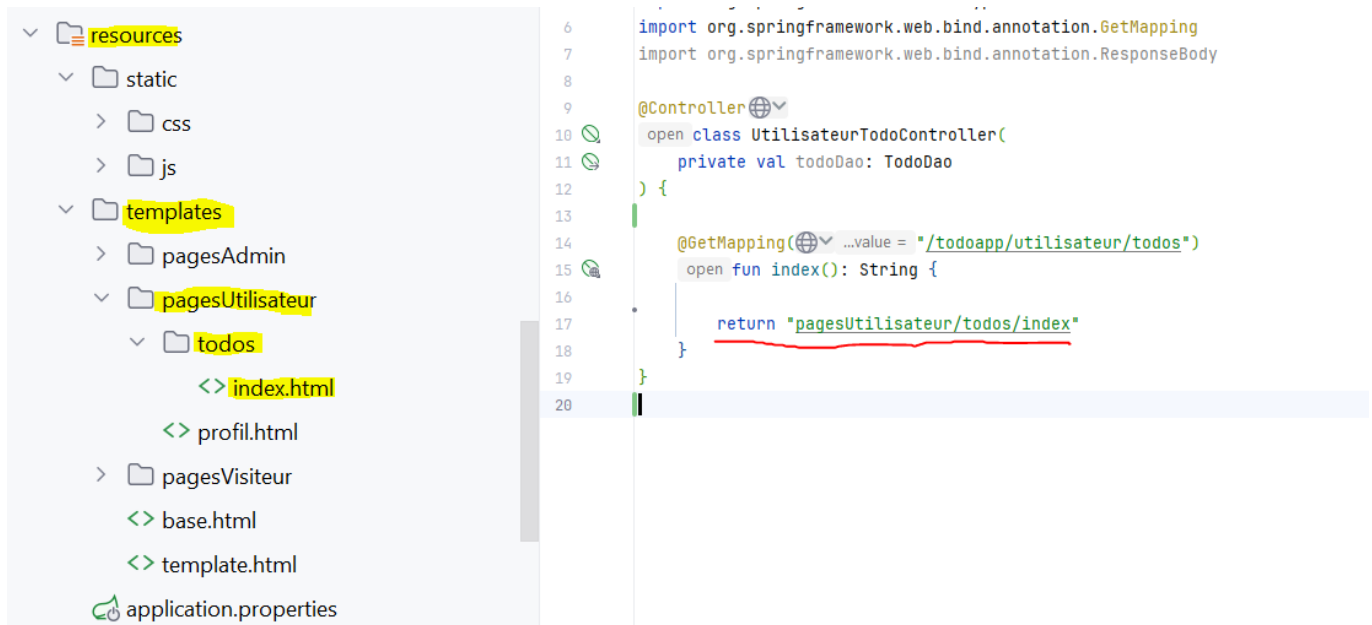 resources
static
css
js
templates
pagesAdmin
pagesUtilisateur
todos
index.html
profil.html
pagesVisiteur
base.html
template.html
application.properties
6 import org.springframework.web.bind.annotation.GetMapping
7 import org.springframework.web.bind.annotation.ResponseBody
8
9 @Controller
10 open class UtilisateurTodoController(
11 private val todoDao: TodoDao
12 ) {
13
14 @GetMapping( ...value = "/todoapp/utilisateur/todos")
15 open fun index(): String {
16
17 return "pagesUtilisateur/todos/index"
18 }
19 }
20